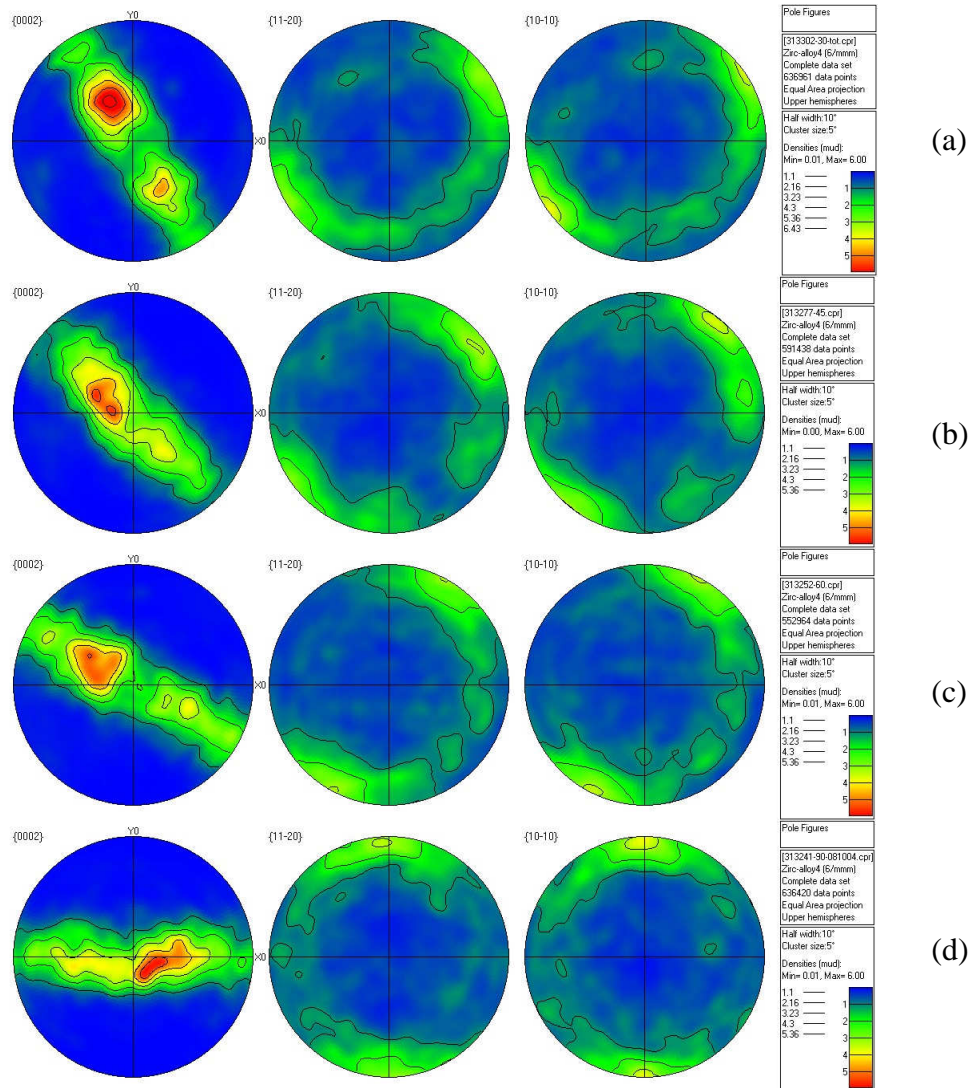 {0002} Y0 {11-20} {10-10} Pole Figures
[313302-30-tot.cpr]
Zirc-alloy4 (6/mmm)
Complete data set
636961 data points
Equal Area projection
Upper hemispheres
Half width:10°
Cluster size:5°
Densities (mud):
Min= 0.01, Max= 6.00
1.1
2.16
3.23
4.3
5.36
6.43
1
2
3
4
5
X0
(a)
{0002} Y0 {11-20} {10-10} Pole Figures
[313277-45.cpr]
Zirc-alloy4 (6/mmm)
Complete data set
591438 data points
Equal Area projection
Upper hemispheres
Half width:10°
Cluster size:5°
Densities (mud):
Min= 0.00, Max= 6.00
1.1
2.16
3.23
4.3
5.36
1
2
3
4
5
X0
(b)
{0002} Y0 {11-20} {10-10} Pole Figures
[313252-60.cpr]
Zirc-alloy4 (6/mmm)
Complete data set
552964 data points
Equal Area projection
Upper hemispheres
Half width:10°
Cluster size:5°
Densities (mud):
Min= 0.01, Max= 6.00
1.1
2.16
3.23
4.3
5.36
1
2
3
4
5
X0
(c)
{0002} Y0 {11-20} {10-10} Pole Figures
[313241-90-081004.cpr]
Zirc-alloy4 (6/mmm)
Complete data set
636420 data points
Equal Area projection
Upper hemispheres
Half width:10°
Cluster size:5°
Densities (mud):
Min= 0.01, Max= 6.00
1.1
2.16
3.23
4.3
5.36
1
2
3
4
5
X0
(d)